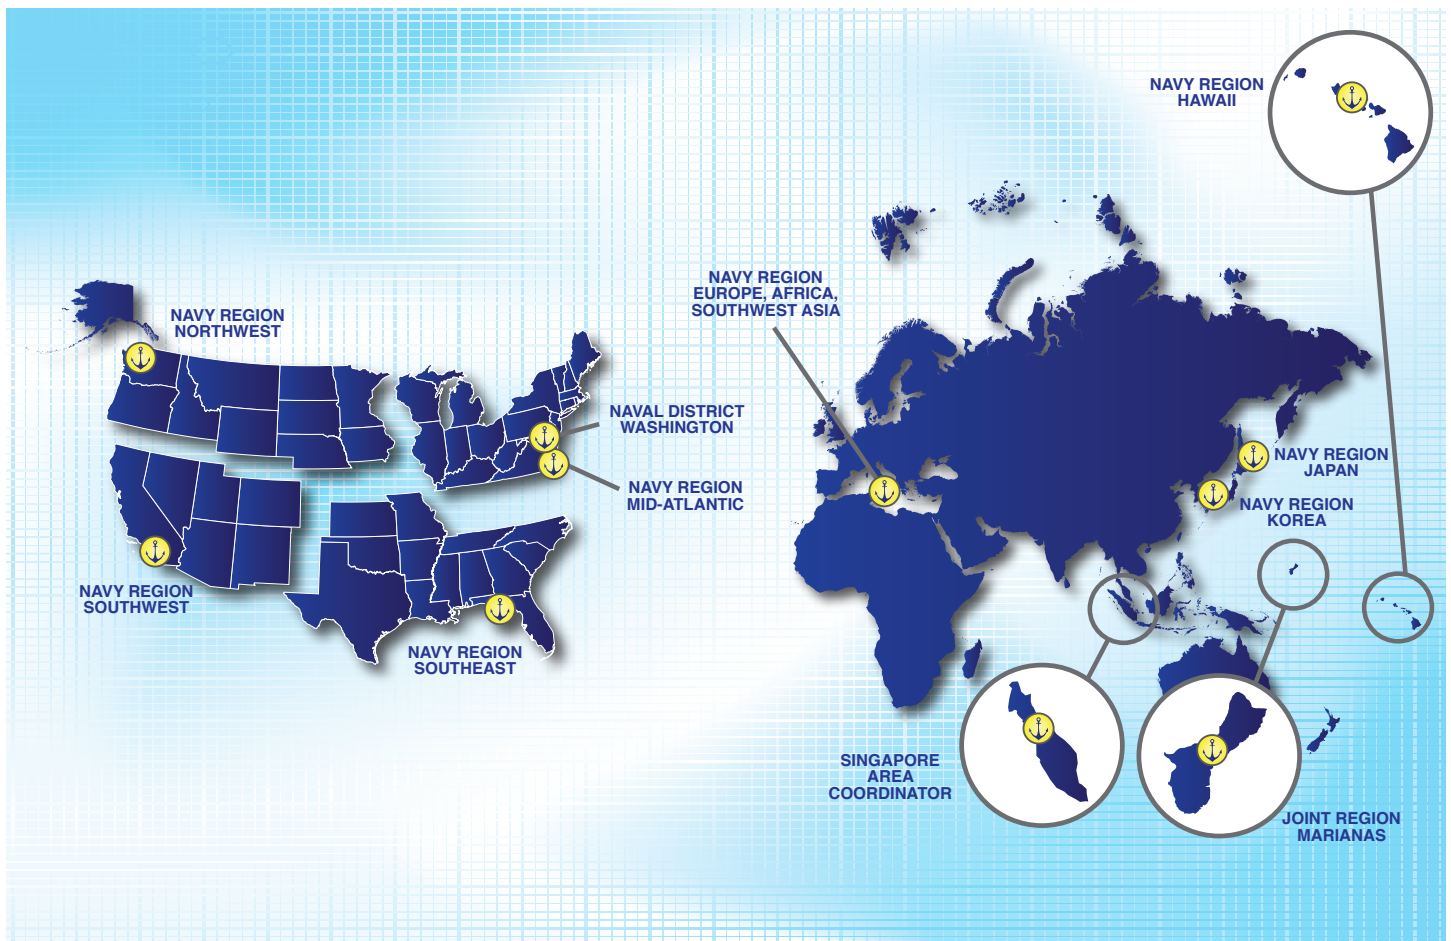 NAVY REGION
HAWAII
NAVY REGION
EUROPE, AFRICA,
SOUTHWEST ASIA
NAVY REGION
NORTHWEST
NAVAL DISTRICT
WASHINGTON
NAVY REGION
MID-ATLANTIC
NAVY REGION
JAPAN
NAVY REGION
KOREA
NAVY REGION
SOUTHWEST
NAVY REGION
SOUTHEAST
SINGAPORE
AREA
COORDINATOR
JOINT REGION
MARIANAS